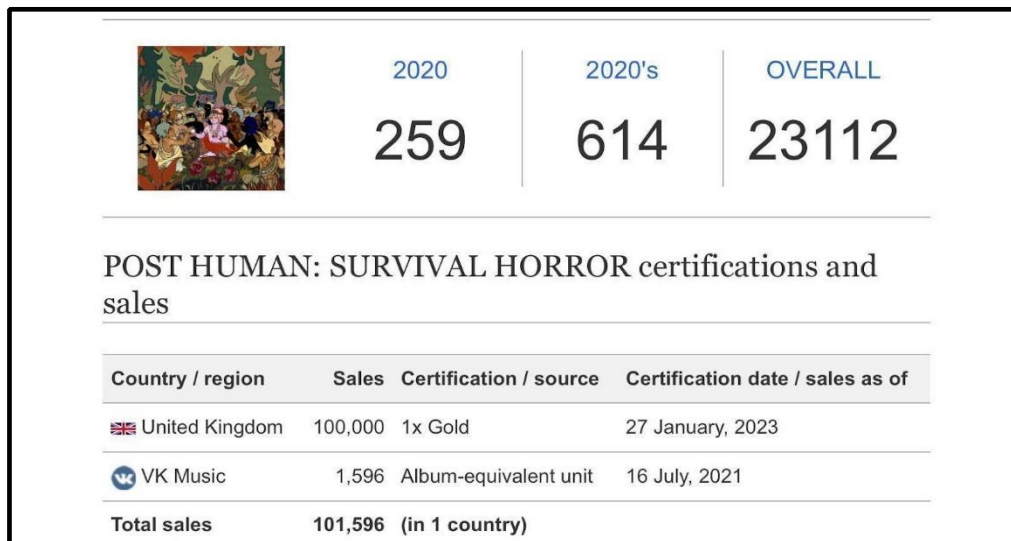 2020 2020's OVERALL
259 614 23112
POST HUMAN: SURVIVAL HORROR certifications and
sales
Country / region Sales Certification / source Certification date / sales as of
United Kingdom 100,000 1x Gold 27 January, 2023
VK Music 1,596 Album-equivalent unit 16 July, 2021
Total sales 101,596 (in 1 country)